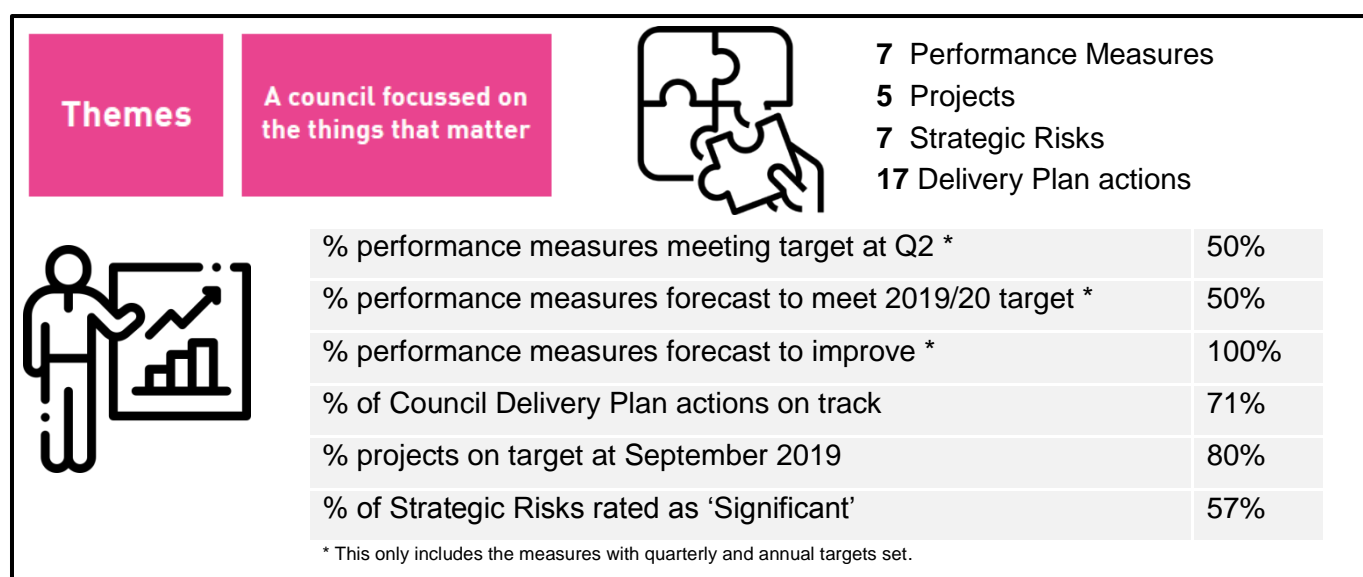 Themes
A council focussed on
the things that matter
7 Performance Measures
5 Projects
7 Strategic Risks
17 Delivery Plan actions
% performance measures meeting target at Q2 * 50%
% performance measures forecast to meet 2019/20 target * 50%
% performance measures forecast to improve * 100%
% of Council Delivery Plan actions on track 71%
% projects on target at September 2019 80%
% of Strategic Risks rated as ‘Significant’ 57%
* This only includes the measures with quarterly and annual targets set.